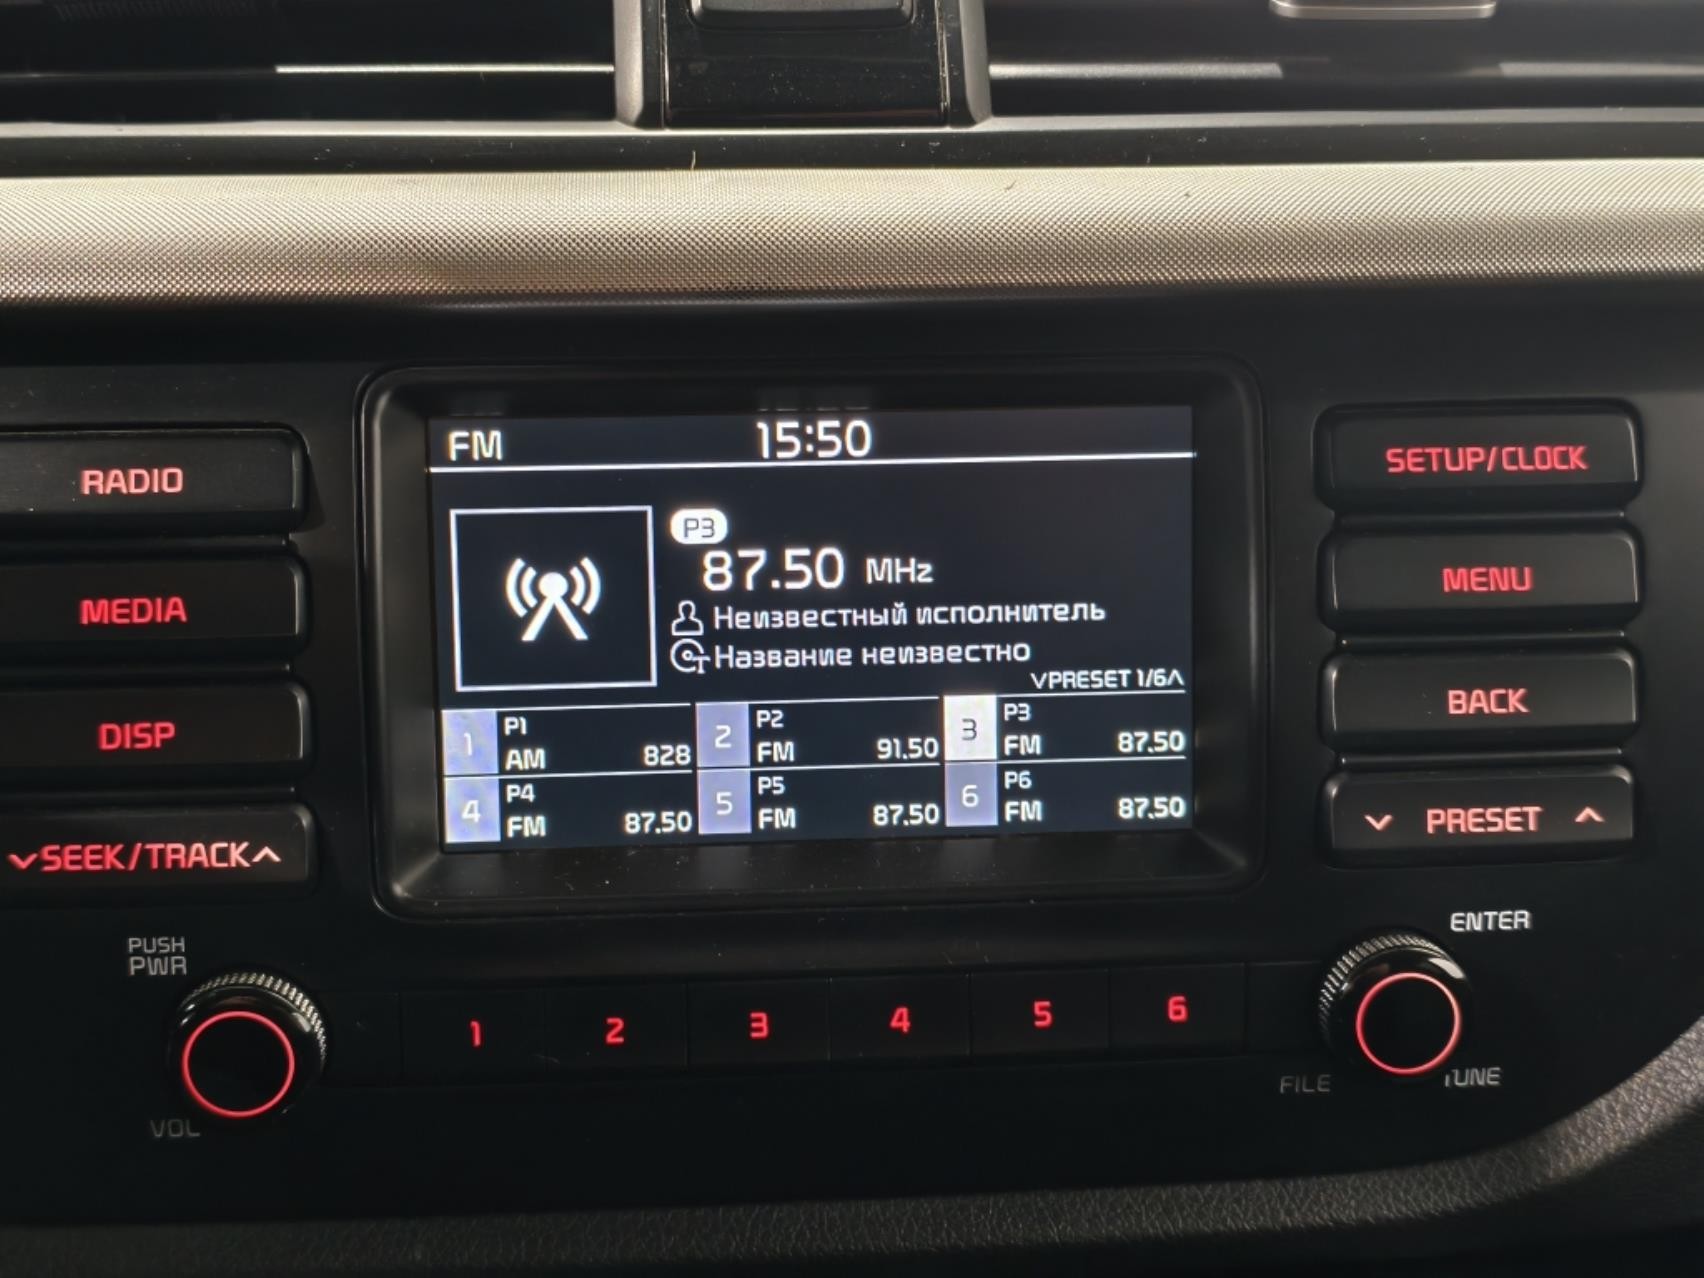 FM 15:50
P3
87.50 MHz
Неизвестный исполнитель
Название неизвестно
PRESET 1/6
1 P1 AM 828
2 P2 FM 91.50
3 P3 FM 87.50
4 P4 FM 87.50
5 P5 FM 87.50
6 P6 FM 87.50
RADIO
MEDIA
DISP
SEEK/TRACK
SETUP/CLOCK
MENU
BACK
PRESET
PUSH
PWR
VOL
1 2 3 4 5 6
ENTER
FILE
TUNE